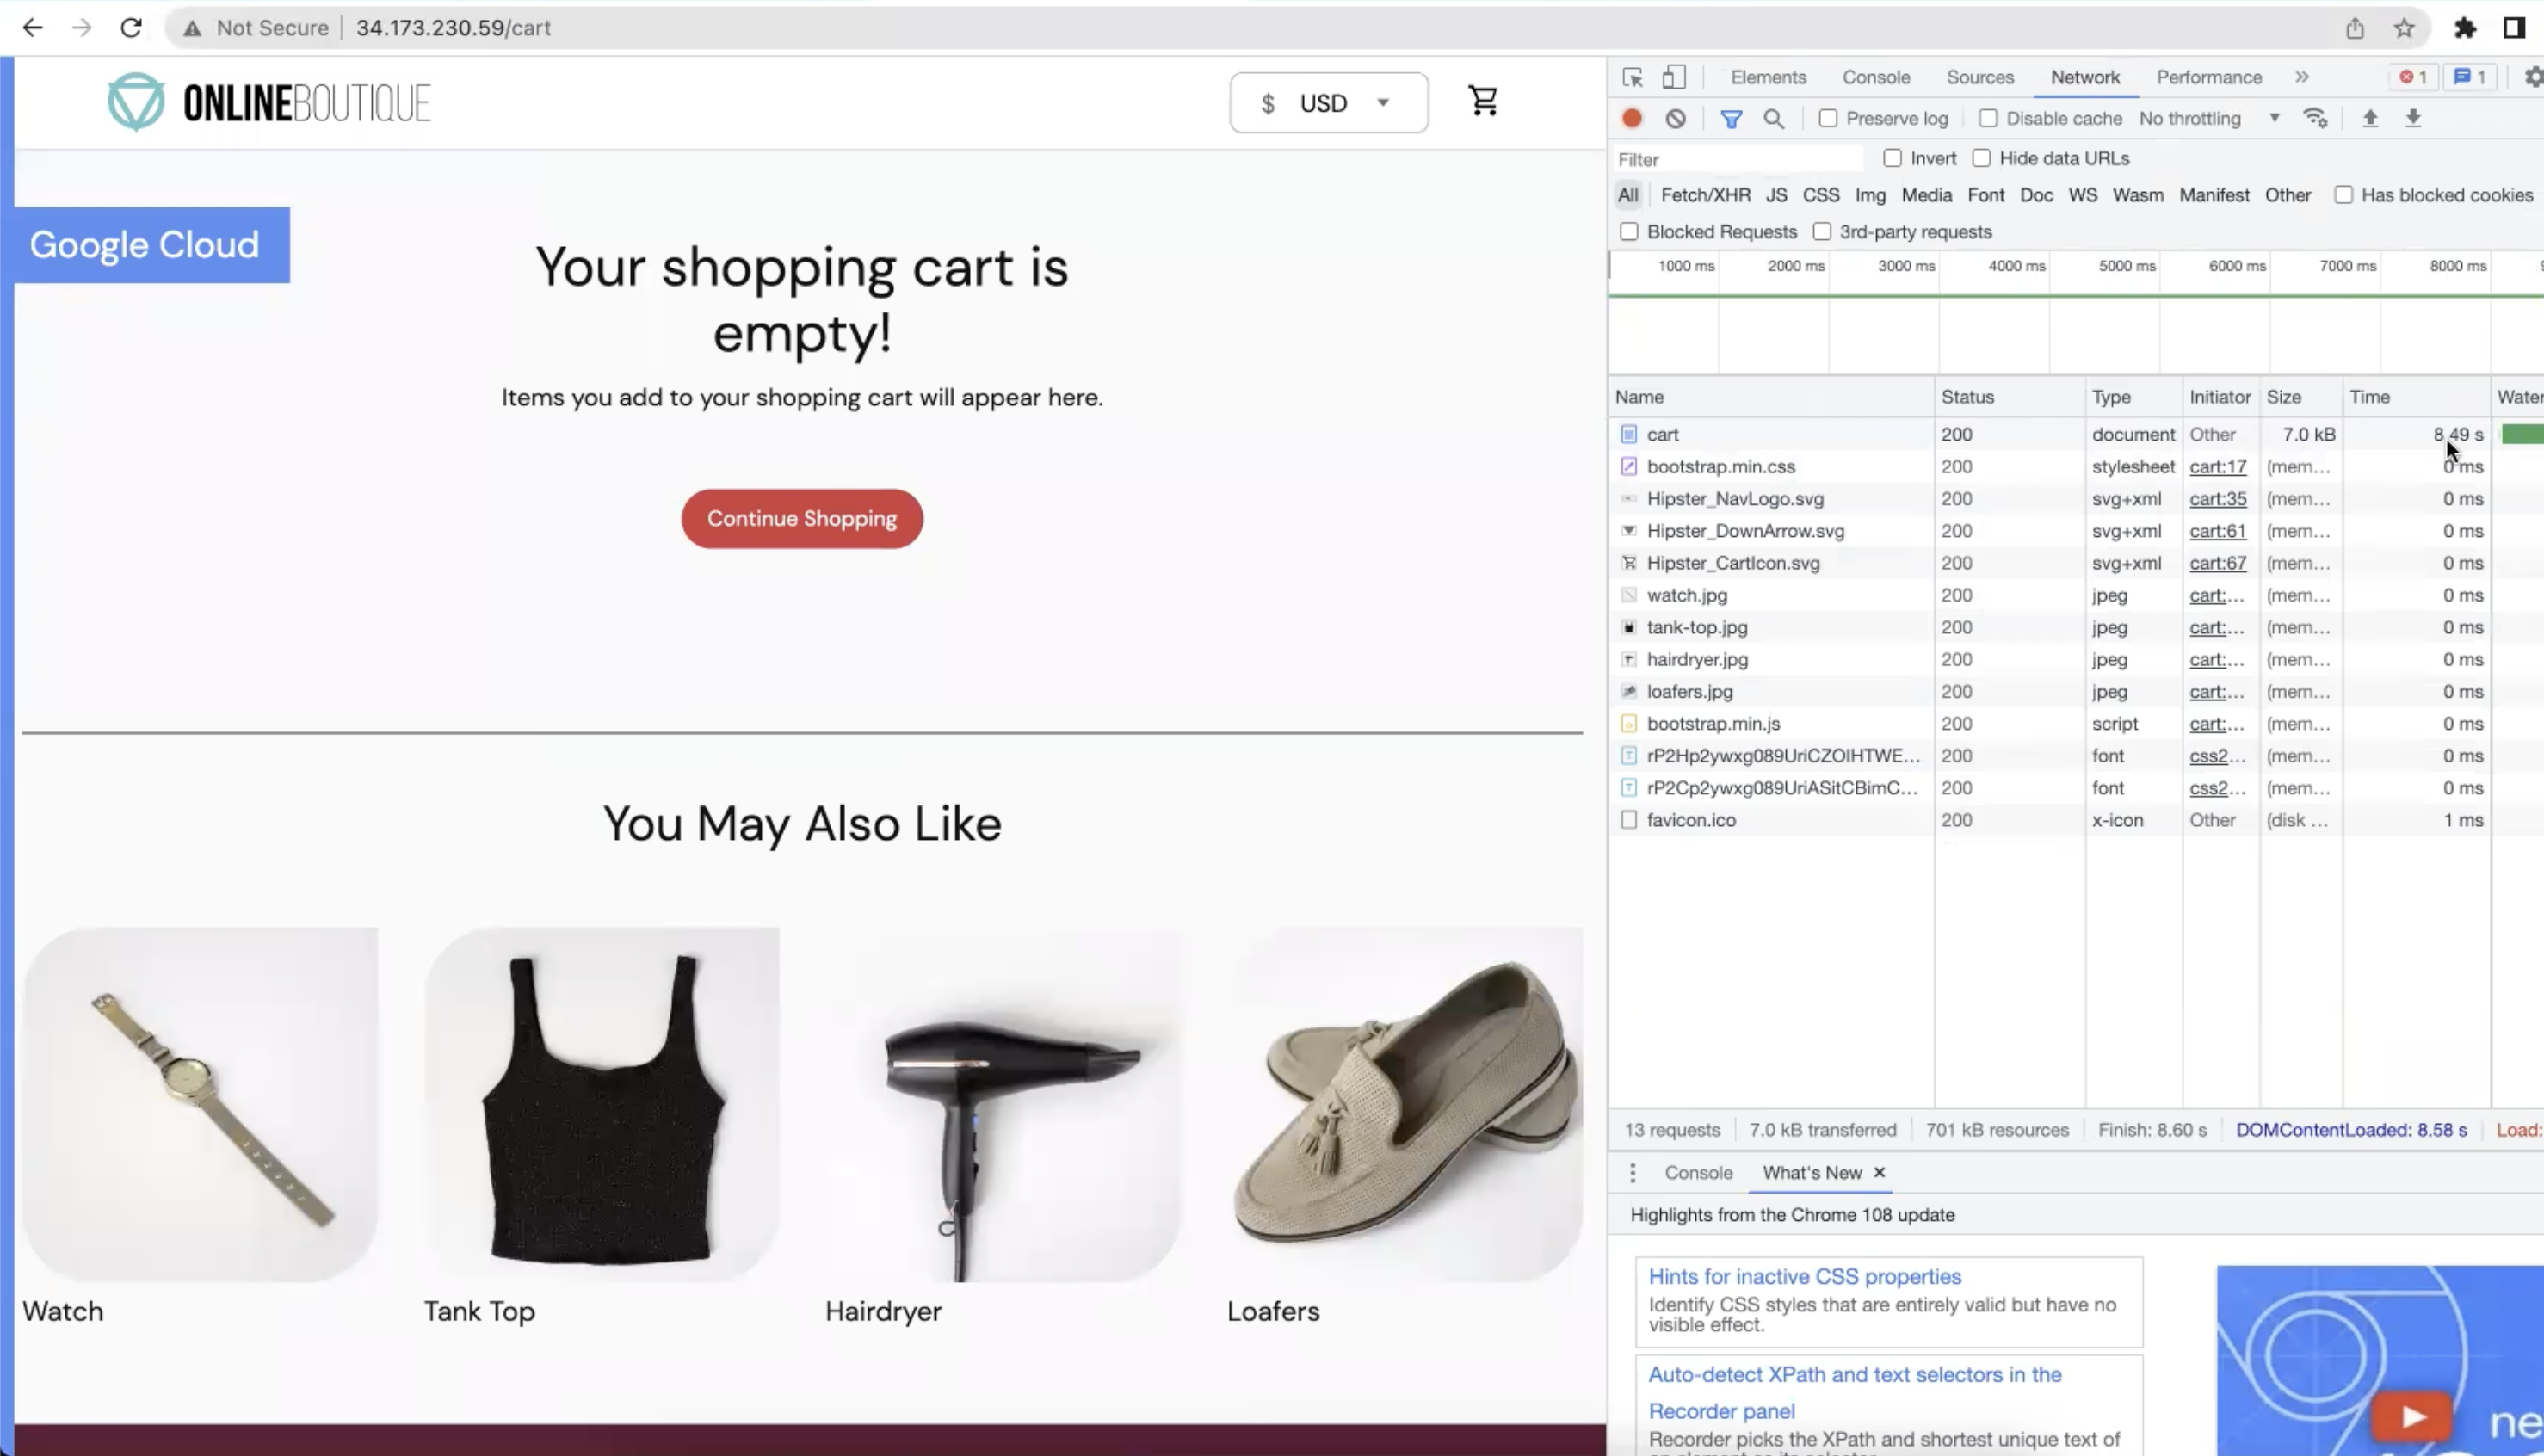 Not Secure 34.173.230.59/cart
ONLINEBOUTIQUE
$ USD
Google Cloud
Your shopping cart is
empty!
Items you add to your shopping cart will appear here.
Continue Shopping
You May Also Like
Watch Tank Top Hairdryer Loafers
Elements Console Sources Network Performance 1 1
Preserve log Disable cache No throttling
Filter Invert Hide data URLs
All Fetch/XHR JS CSS Img Media Font Doc WS Wasm Manifest Other Has blocked cookies
Blocked Requests 3rd-party requests
1000 ms 2000 ms 3000 ms 4000 ms 5000 ms 6000 ms 7000 ms 8000 ms
Name Status Type Initiator Size Time Water
cart 200 document Other 7.0 kB 8.49 s
bootstrap.min.css 200 stylesheet cart:17 (mem... 0 ms
Hipster_NavLogo.svg 200 svg+xml cart:35 (mem... 0 ms
Hipster_DownArrow.svg 200 svg+xml cart:61 (mem... 0 ms
Hipster_CartIcon.svg 200 svg+xml cart:67 (mem... 0 ms
watch.jpg 200 jpeg cart:... (mem... 0 ms
tank-top.jpg 200 jpeg cart:... (mem... 0 ms
hairdryer.jpg 200 jpeg cart:... (mem... 0 ms
loafers.jpg 200 jpeg cart:... (mem... 0 ms
bootstrap.min.js 200 script cart:... (mem... 0 ms
rP2Hp2ywxg089UriCZOIHTWE... 200 font css2... (mem... 0 ms
rP2Cp2ywxg089UriASitCBimC... 200 font css2... (mem... 0 ms
favicon.ico 200 x-icon Other (disk ... 1 ms
13 requests 7.0 kB transferred 701 kB resources Finish: 8.60 s DOMContentLoaded: 8.58 s Load:
Console What's New
Highlights from the Chrome 108 update
Hints for inactive CSS properties
Identify CSS styles that are entirely valid but have no
visible effect.
Auto-detect XPath and text selectors in the
Recorder panel
Recorder picks the XPath and shortest unique text of
ne